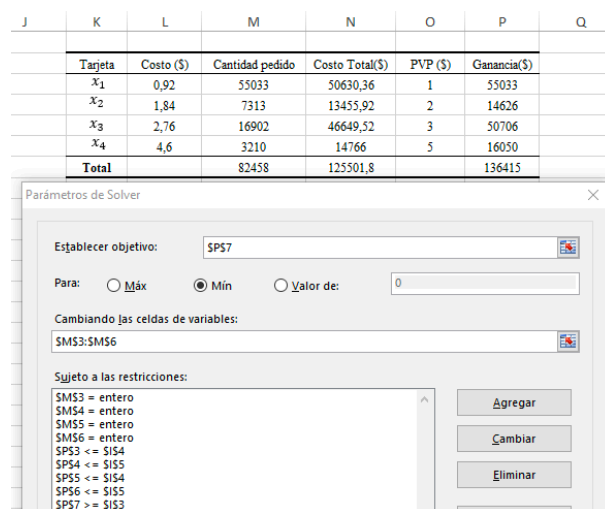 J K L M N O P Q
Tarjeta Costo ($) Cantidad pedido Costo Total($) PVP ($) Ganancia($)
x₁ 0,92 55033 50630,36 1 55033
x₂ 1,84 7313 13455,92 2 14626
x₃ 2,76 16902 46649,52 3 50706
x₄ 4,6 3210 14766 5 16050
Total 82458 125501,8 136415
Parámetros de Solver
Establecer objetivo: $P$7
Para: Máx Mín Valor de: 0
Cambiando las celdas de variables:
$M$3:$M$6
Sujeto a las restricciones:
$M$3 = entero
$M$4 = entero
$M$5 = entero
$M$6 = entero
$P$3 <= $I$4
$P$4 <= $I$5
$P$5 <= $I$4
$P$6 <= $I$5
$P$7 >= $I$3
Agregar
Cambiar
Eliminar